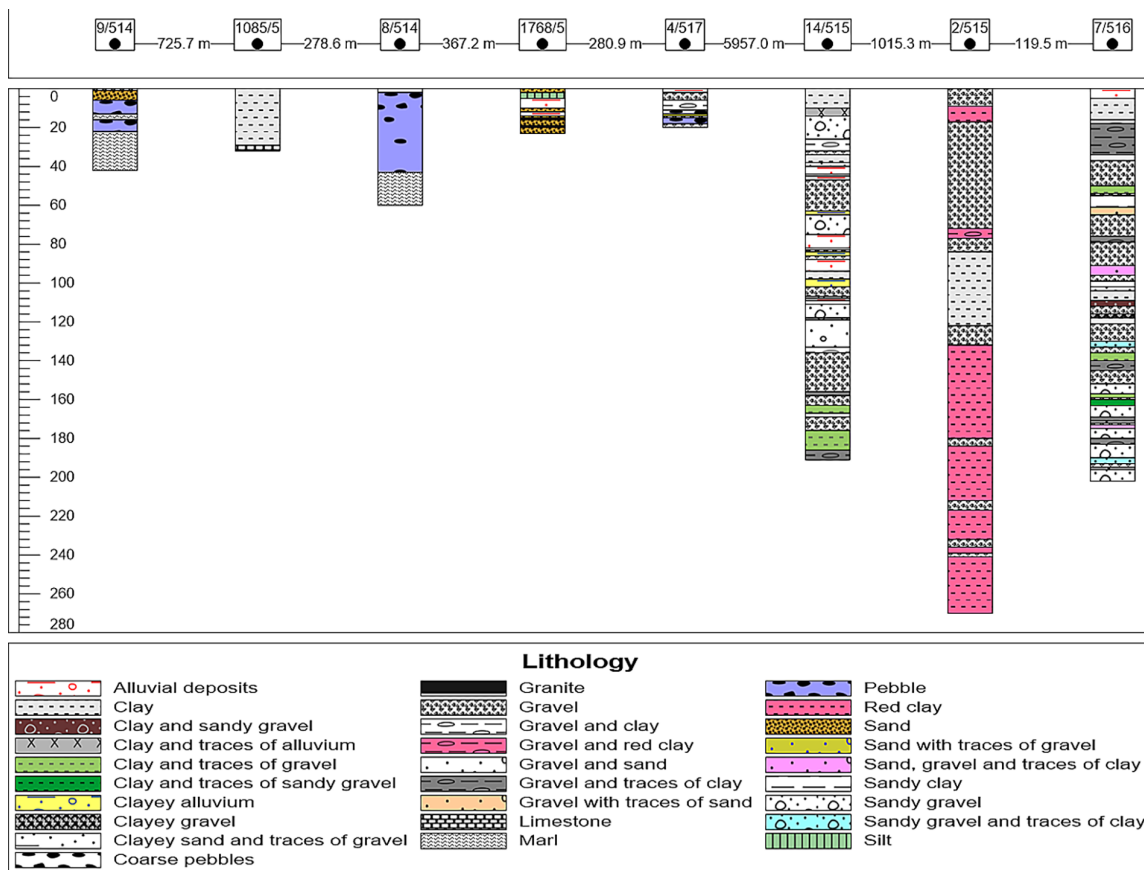 9/514 1085/5 8/514 1768/5 4/517 14/515 2/515 7/516
725.7 m 278.6 m 367.2 m 280.9 m 5957.0 m 1015.3 m 119.5 m
0
20
40
60
80
100
120
140
160
180
200
220
240
260
280
Lithology
Alluvial deposits
Clay
Clay and sandy gravel
Clay and traces of alluvium
Clay and traces of gravel
Clay and traces of sandy gravel
Clayey alluvium
Clayey gravel
Clayey sand and traces of gravel
Coarse pebbles
Granite
Gravel
Gravel and clay
Gravel and red clay
Gravel and sand
Gravel and traces of clay
Gravel with traces of sand
Limestone
Marl
Pebble
Red clay
Sand
Sand with traces of gravel
Sand, gravel and traces of clay
Sandy clay
Sandy gravel
Sandy gravel and traces of clay
Silt